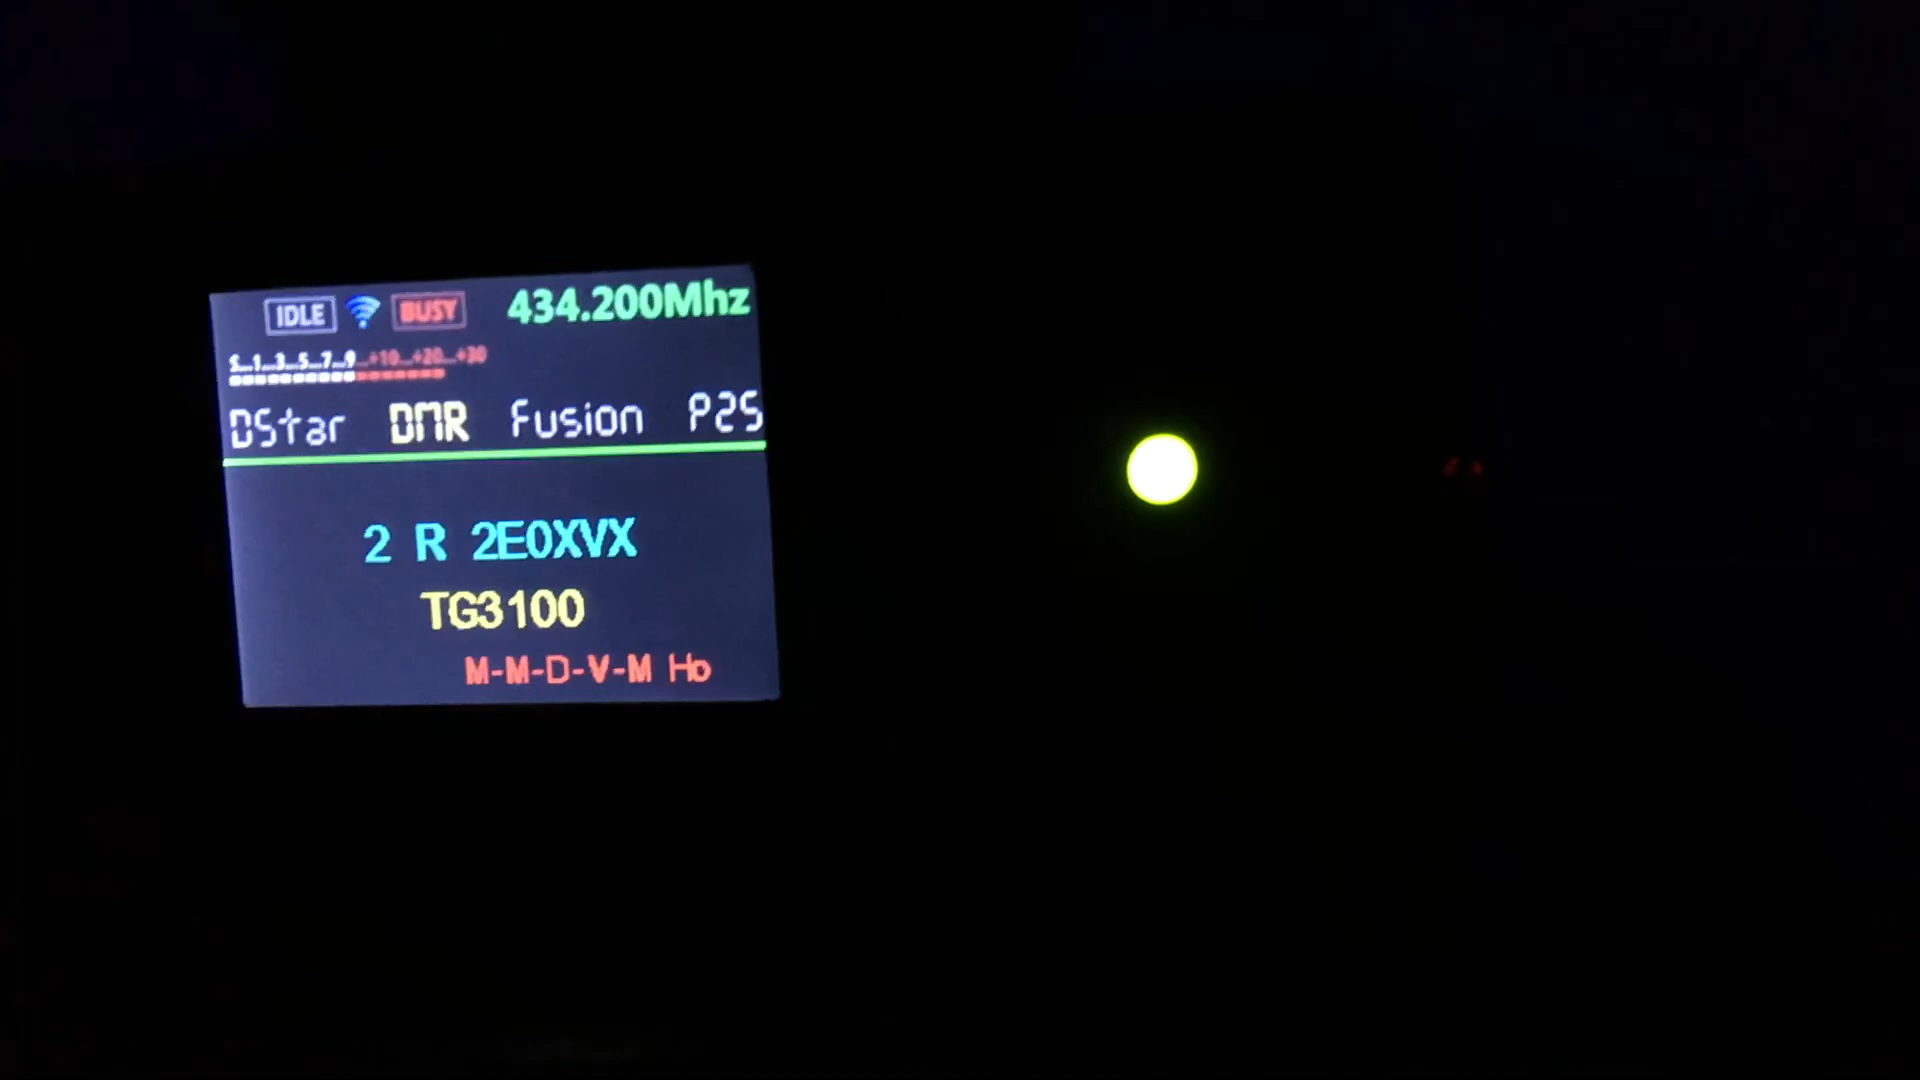 IDLE BUSY 434.200Mhz
S...1...3...5...7...9...+10...+20...+30
DStar DMR Fusion P25
2 R 2E0XVX
TG3100
M-M-D-V-M Ho